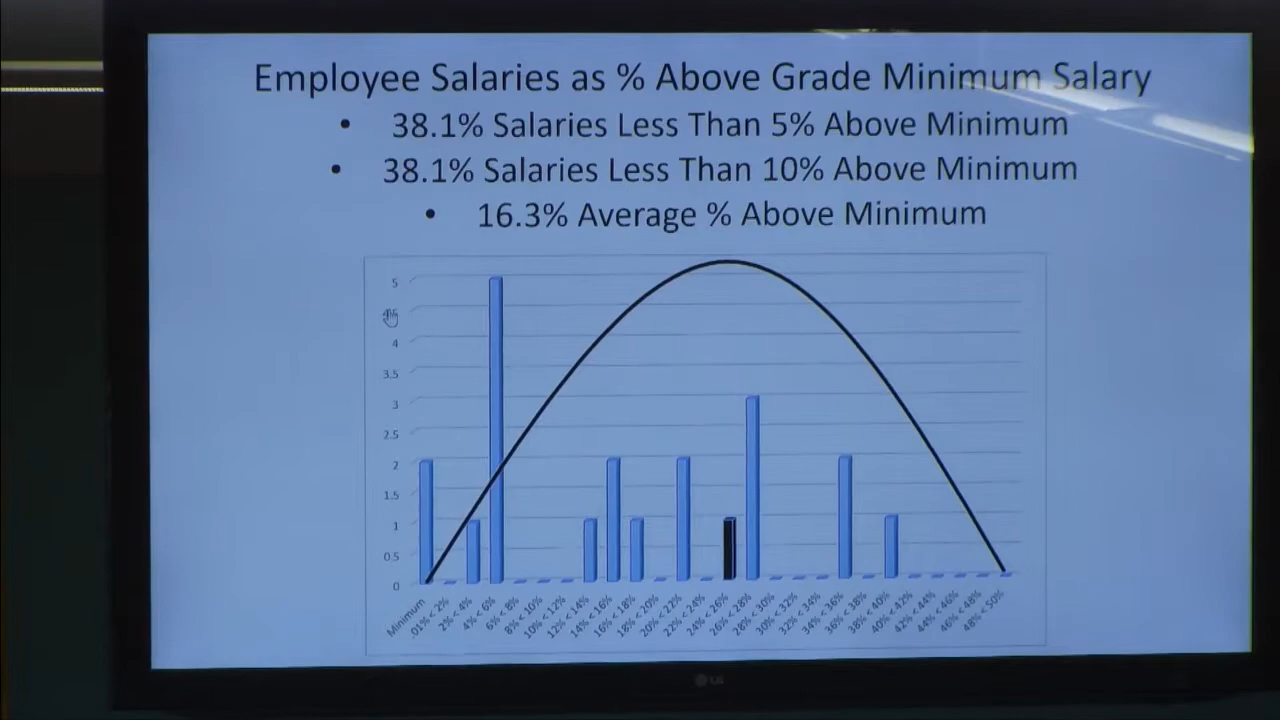 Employee Salaries as % Above Grade Minimum Salary
• 38.1% Salaries Less Than 5% Above Minimum
• 38.1% Salaries Less Than 10% Above Minimum
• 16.3% Average % Above Minimum
5
4.5
4
3.5
3
2.5
2
1.5
1
0.5
0
Minimum
.01% < 2%
2% < 4%
4% < 6%
6% < 8%
8% < 10%
10% < 12%
12% < 14%
14% < 16%
16% < 18%
18% < 20%
20% < 22%
22% < 24%
24% < 26%
26% < 28%
28% < 30%
30% < 32%
32% < 34%
34% < 36%
36% < 38%
38% < 40%
40% < 42%
42% < 44%
44% < 46%
46% < 48%
48% < 50%
LG